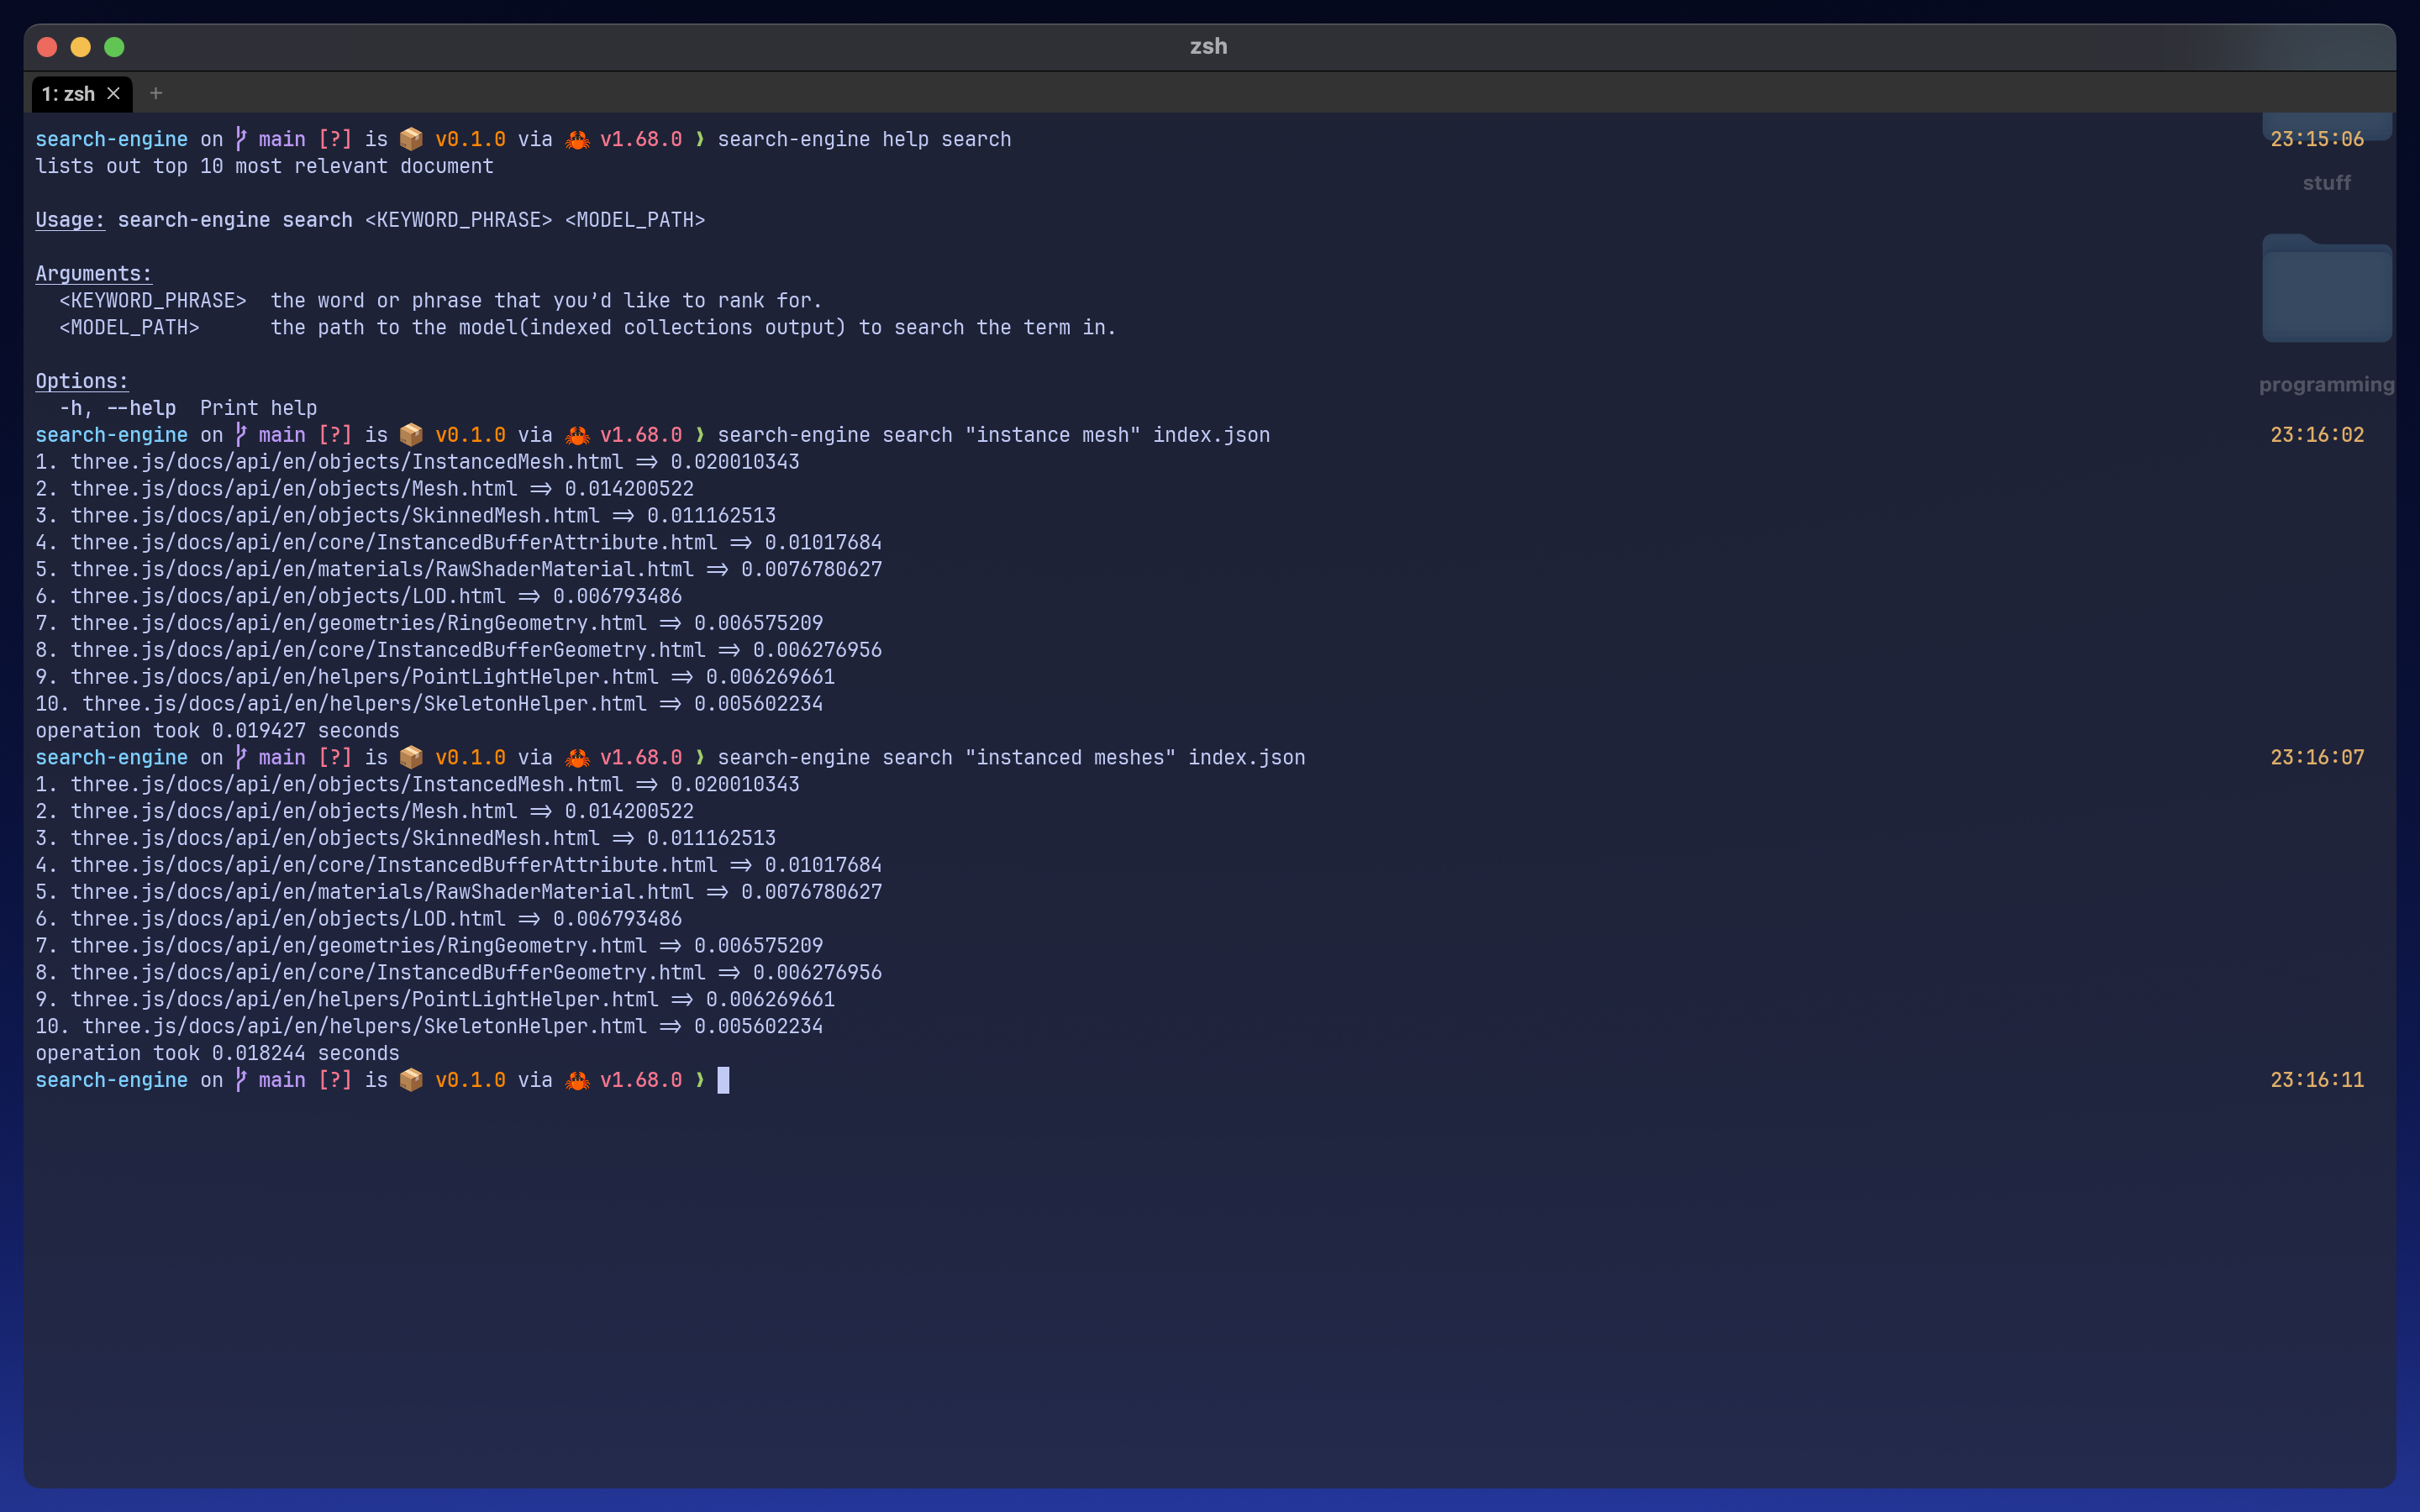 zsh
1: zsh × +
search-engine on main [?] is 📦 v0.1.0 via 🦀 v1.68.0 ❯ search-engine help search 23:15:06
lists out top 10 most relevant document
stuff
Usage: search-engine search <KEYWORD_PHRASE> <MODEL_PATH>
Arguments:
<KEYWORD_PHRASE> the word or phrase that you’d like to rank for.
<MODEL_PATH> the path to the model(indexed collections output) to search the term in.
Options:
programming
-h, --help Print help
search-engine on main [?] is 📦 v0.1.0 via 🦀 v1.68.0 ❯ search-engine search "instance mesh" index.json 23:16:02
1. three.js/docs/api/en/objects/InstancedMesh.html => 0.020010343
2. three.js/docs/api/en/objects/Mesh.html => 0.014200522
3. three.js/docs/api/en/objects/SkinnedMesh.html => 0.011162513
4. three.js/docs/api/en/core/InstancedBufferAttribute.html => 0.01017684
5. three.js/docs/api/en/materials/RawShaderMaterial.html => 0.0076780627
6. three.js/docs/api/en/objects/LOD.html => 0.006793486
7. three.js/docs/api/en/geometries/RingGeometry.html => 0.006575209
8. three.js/docs/api/en/core/InstancedBufferGeometry.html => 0.006276956
9. three.js/docs/api/en/helpers/PointLightHelper.html => 0.006269661
10. three.js/docs/api/en/helpers/SkeletonHelper.html => 0.005602234
operation took 0.019427 seconds
search-engine on main [?] is 📦 v0.1.0 via 🦀 v1.68.0 ❯ search-engine search "instanced meshes" index.json 23:16:07
1. three.js/docs/api/en/objects/InstancedMesh.html => 0.020010343
2. three.js/docs/api/en/objects/Mesh.html => 0.014200522
3. three.js/docs/api/en/objects/SkinnedMesh.html => 0.011162513
4. three.js/docs/api/en/core/InstancedBufferAttribute.html => 0.01017684
5. three.js/docs/api/en/materials/RawShaderMaterial.html => 0.0076780627
6. three.js/docs/api/en/objects/LOD.html => 0.006793486
7. three.js/docs/api/en/geometries/RingGeometry.html => 0.006575209
8. three.js/docs/api/en/core/InstancedBufferGeometry.html => 0.006276956
9. three.js/docs/api/en/helpers/PointLightHelper.html => 0.006269661
10. three.js/docs/api/en/helpers/SkeletonHelper.html => 0.005602234
operation took 0.018244 seconds
search-engine on main [?] is 📦 v0.1.0 via 🦀 v1.68.0 ❯ 23:16:11